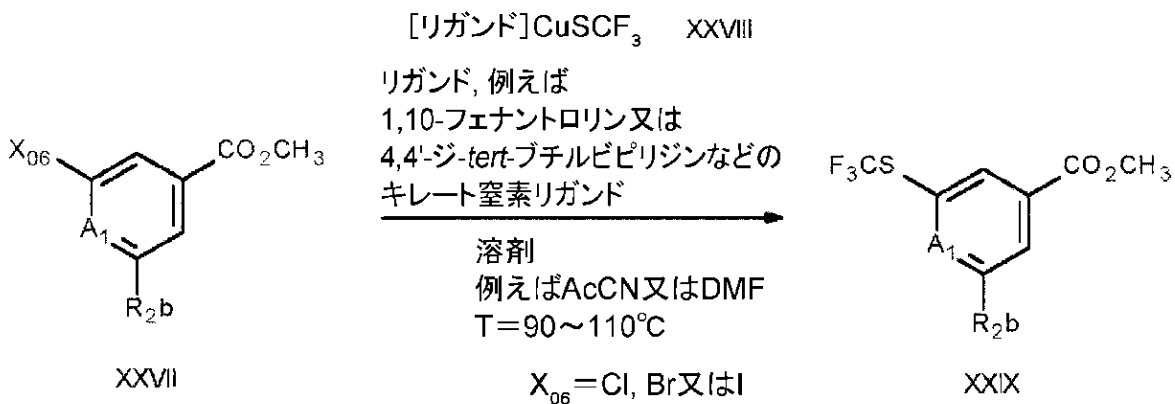 [リガンド]CuSCF₃ XXVIII
リガンド, 例えば
1,10-フェナントロリン又は
4,4'-ジ-tert-ブチルビピリジンなどの
キレート窒素リガンド
X₀₆
CO₂CH₃
A₁
R₂b
XXVII
溶剤
例えばAcCN又はDMF
T=90~110℃
X₀₆=Cl, Br又はI
F₃CS
CO₂CH₃
A₁
R₂b
XXIX